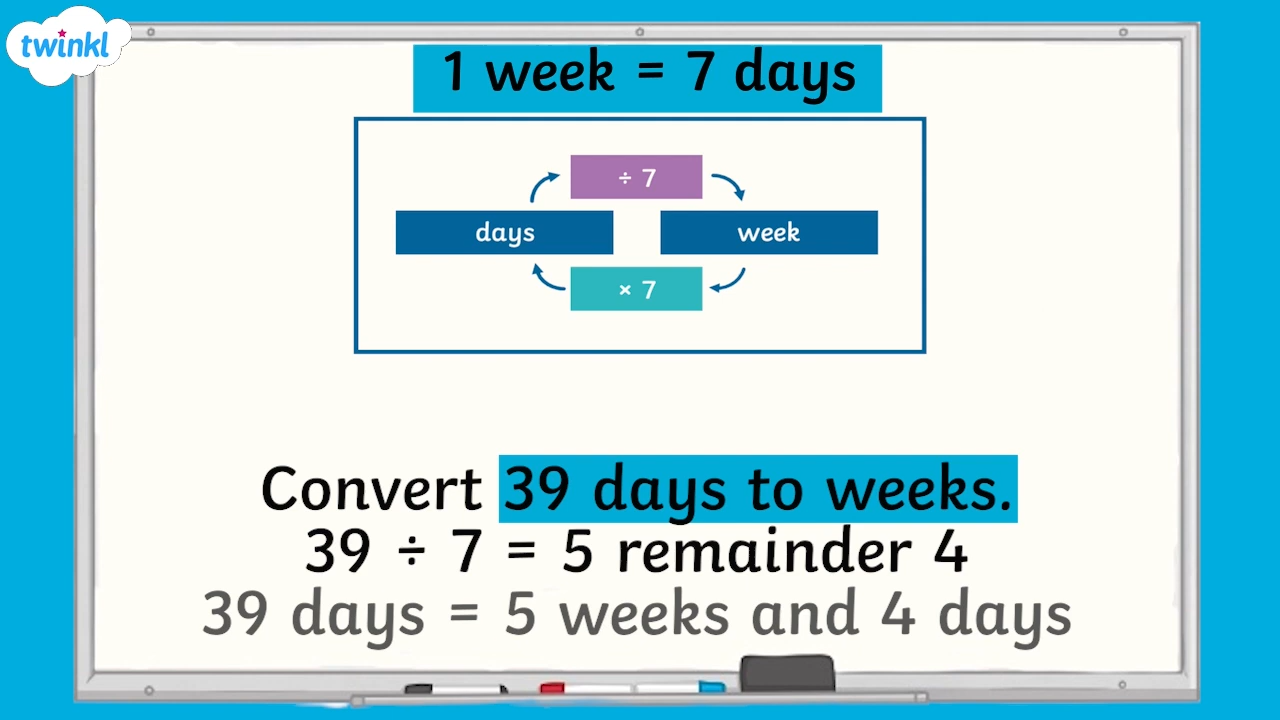 twinkl
1 week = 7 days
÷ 7
days
week
× 7
Convert 39 days to weeks.
39 ÷ 7 = 5 remainder 4
39 days = 5 weeks and 4 days